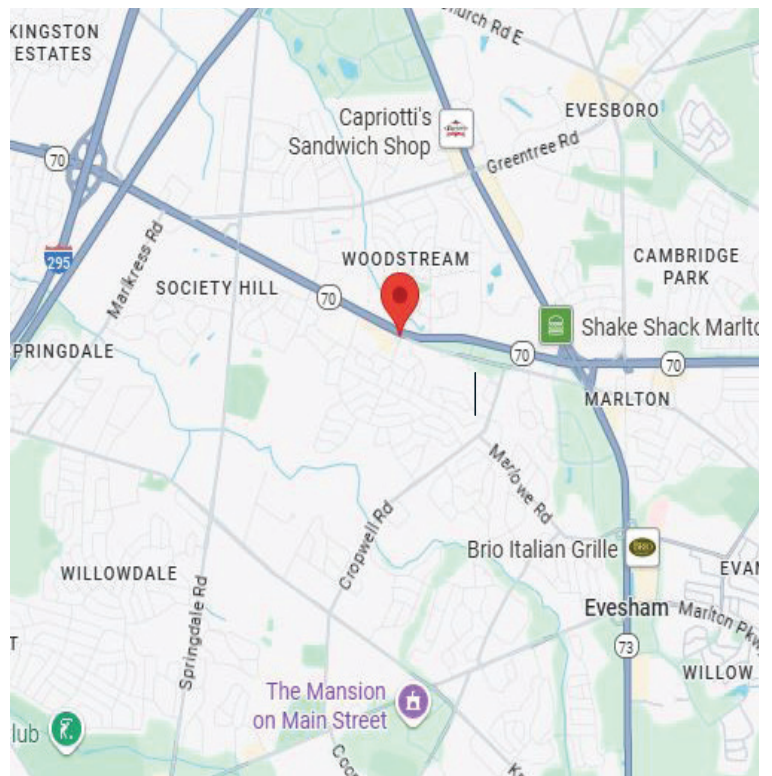 KINGSTON
ESTATES
Church Rd E
Capriotti's
Sandwich Shop
EVESBORO
Greentree Rd
70
295
Marlkress Rd
WOODSTREAM
CAMBRIDGE
PARK
SOCIETY HILL
70
Shake Shack Marlto
PRINGDALE
70
70
MARLTON
Marlowe Rd
Cropwell Rd
Brio Italian Grille
BRIO
WILLOWDALE
EVAN
Springdale Rd
Evesham
Marlton Pkwy
73
WILLOW
T
The Mansion
on Main Street
lub